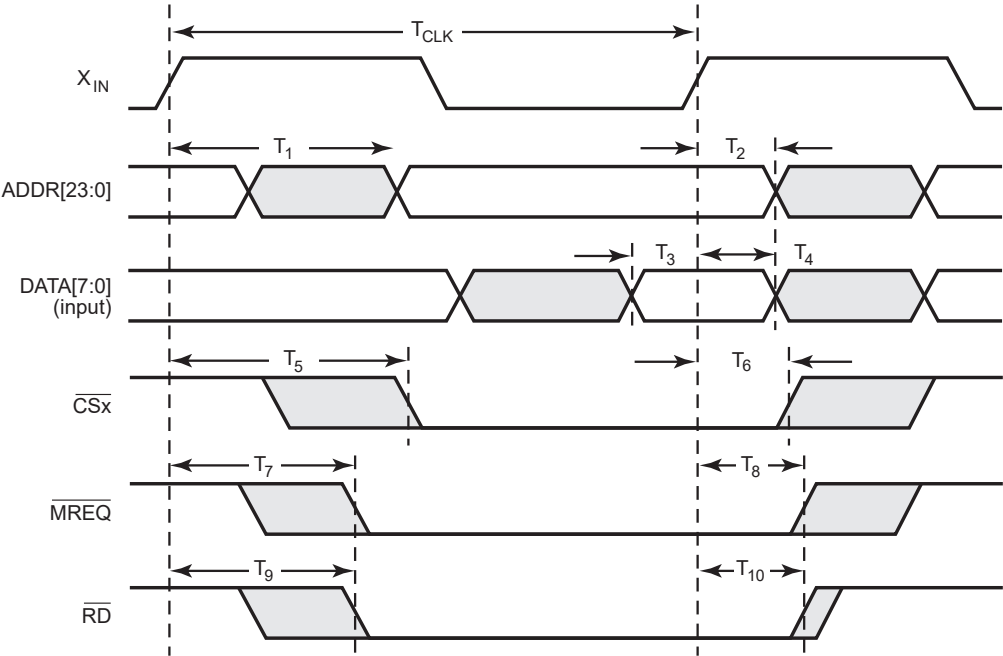 T_CLK
X_IN
T_1
T_2
ADDR[23:0]
T_3
T_4
DATA[7:0]
(input)
T_5
T_6
CSx
T_7
T_8
MREQ
T_9
T_10
RD